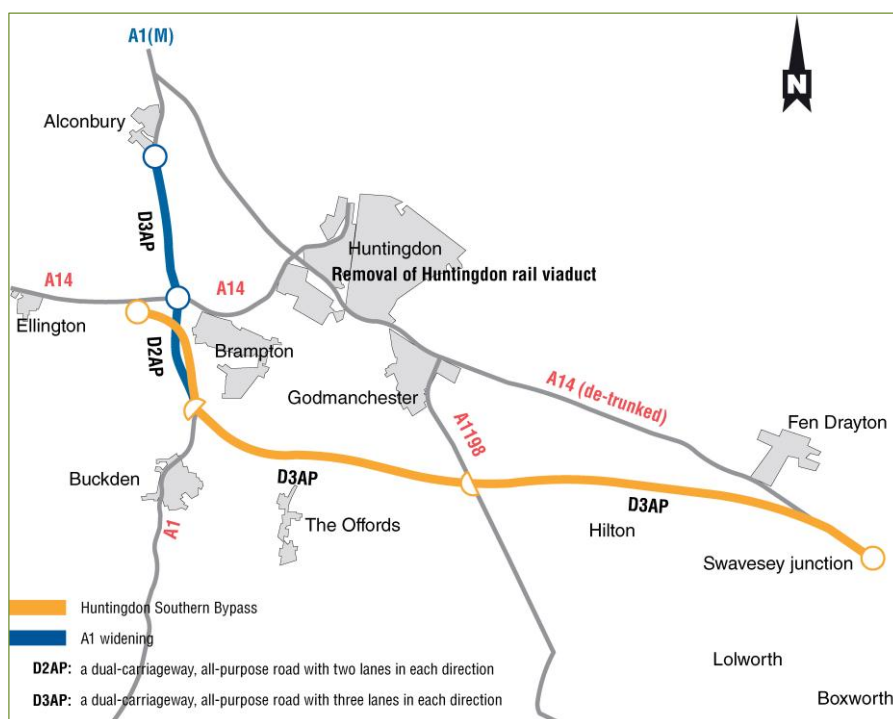 A1(M)
N
Alconbury
D3AP
Huntingdon
Removal of Huntingdon rail viaduct
A14
A14
Ellington
D2AP
Brampton
Godmanchester
A14 (de-trunked)
Fen Drayton
A1198
Buckden
D3AP
D3AP
The Offords
Hilton
A1
Swavesey junction
Huntingdon Southern Bypass
A1 widening
D2AP: a dual-carriageway, all-purpose road with two lanes in each direction
Lolworth
D3AP: a dual-carriageway, all-purpose road with three lanes in each direction
Boxworth